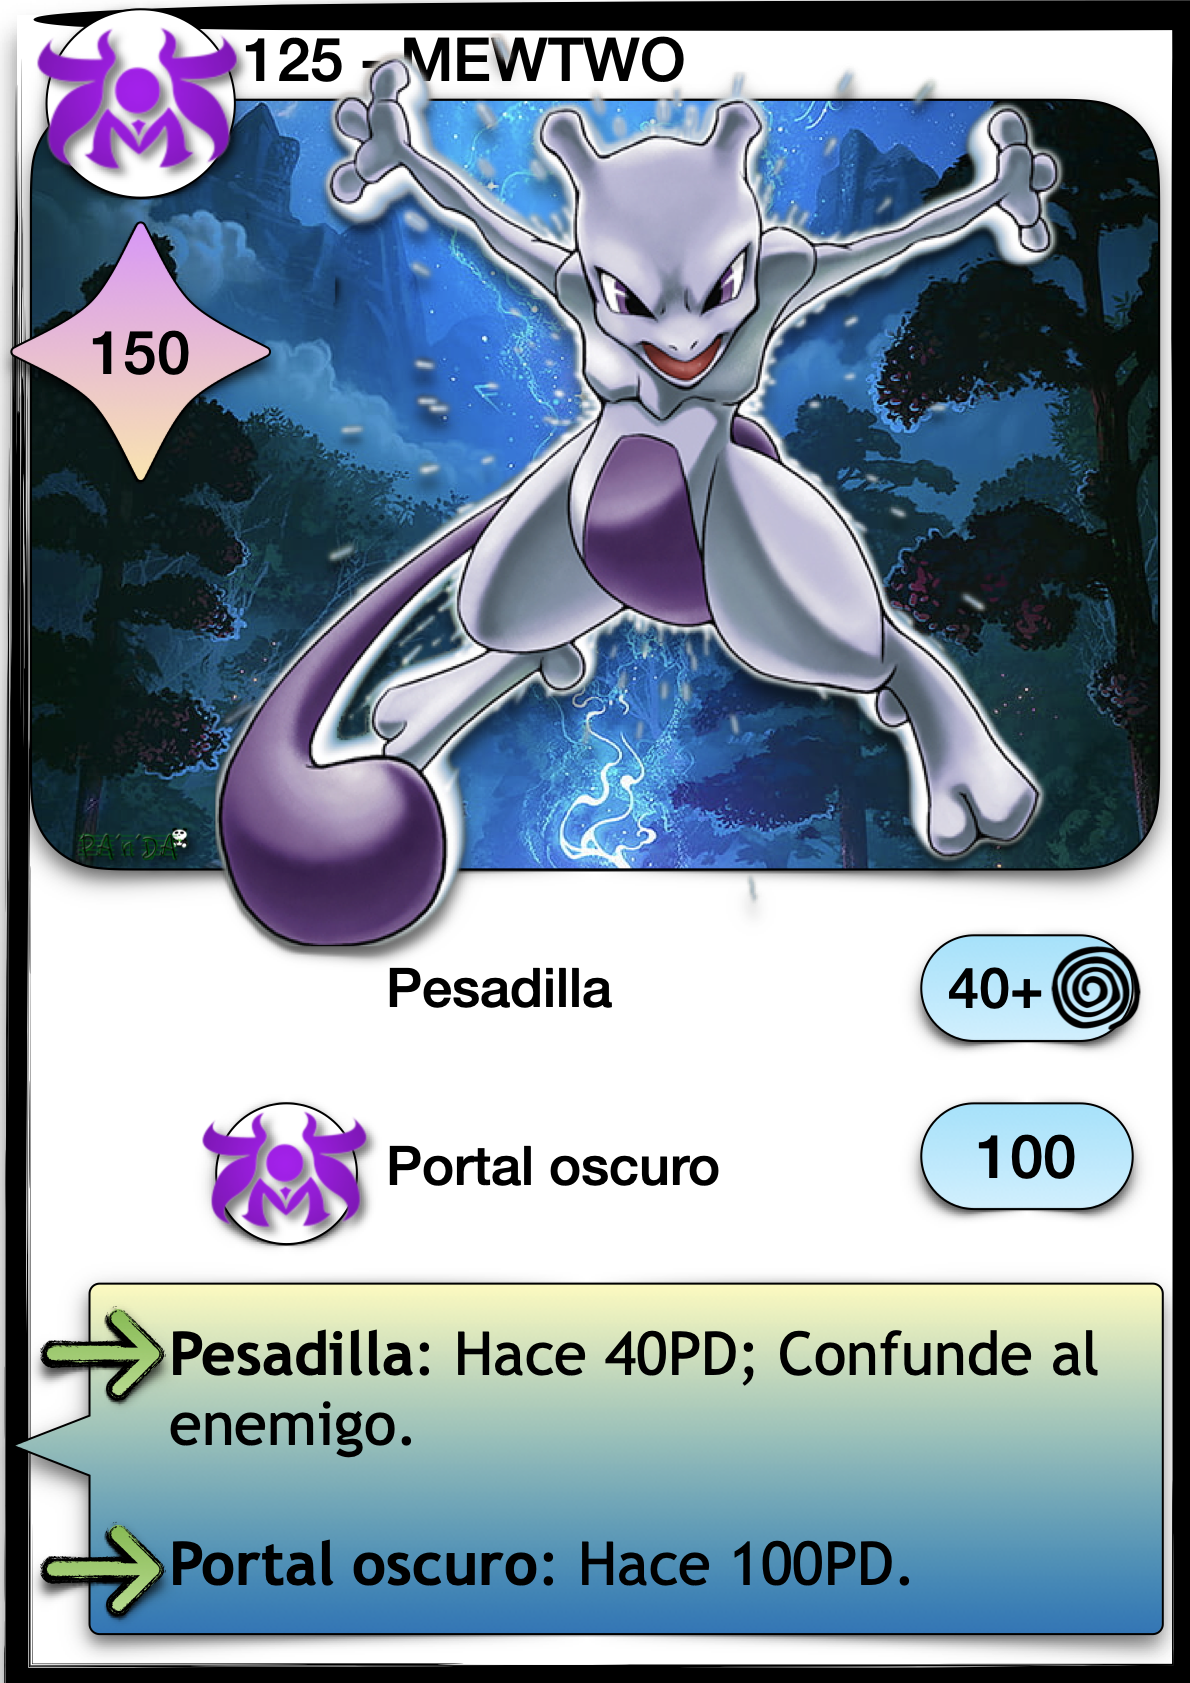 125 - MEWTWO
150
Pesadilla
40+
Portal oscuro
100
Pesadilla: Hace 40PD; Confunde al
enemigo.
Portal oscuro: Hace 100PD.